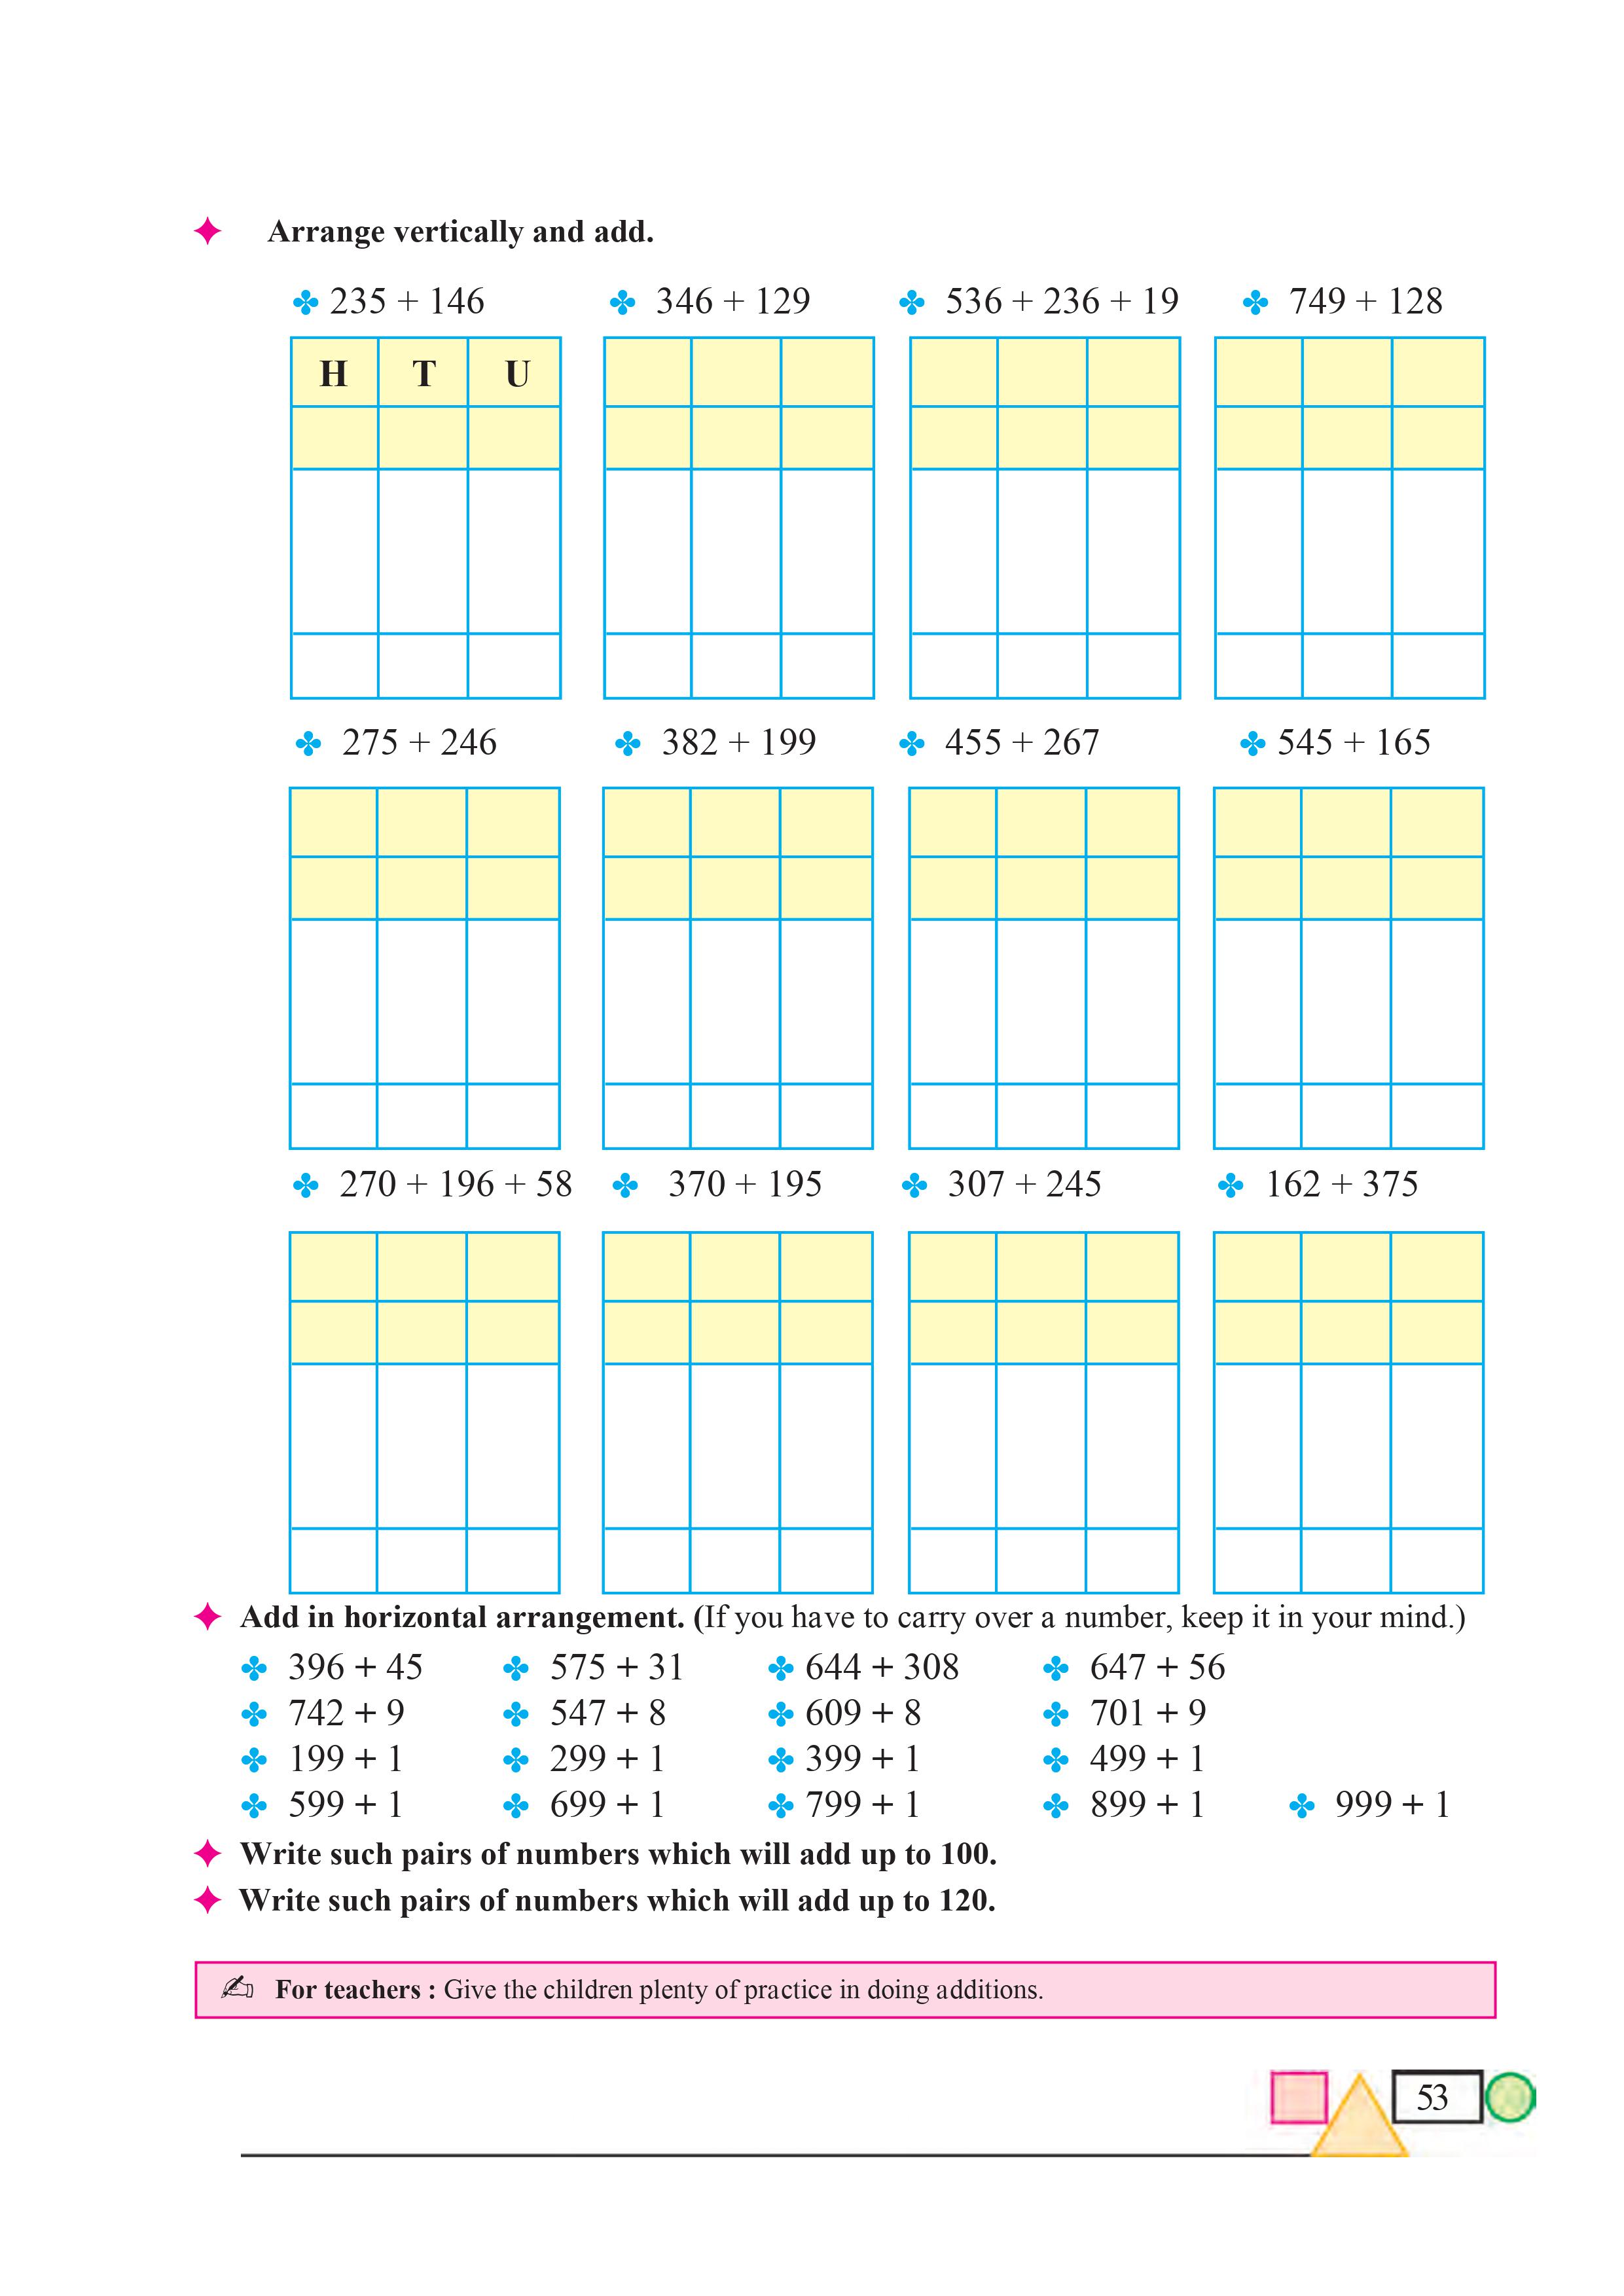 Arrange vertically and add.
235 + 146 346 + 129 536 + 236 + 19 749 + 128
H T U
275 + 246 382 + 199 455 + 267 545 + 165
270 + 196 + 58 370 + 195 307 + 245 162 + 375
Add in horizontal arrangement. (If you have to carry over a number, keep it in your mind.)
396 + 45 575 + 31 644 + 308 647 + 56
742 + 9 547 + 8 609 + 8 701 + 9
199 + 1 299 + 1 399 + 1 499 + 1
599 + 1 699 + 1 799 + 1 899 + 1 999 + 1
Write such pairs of numbers which will add up to 100.
Write such pairs of numbers which will add up to 120.
For teachers : Give the children plenty of practice in doing additions.
53